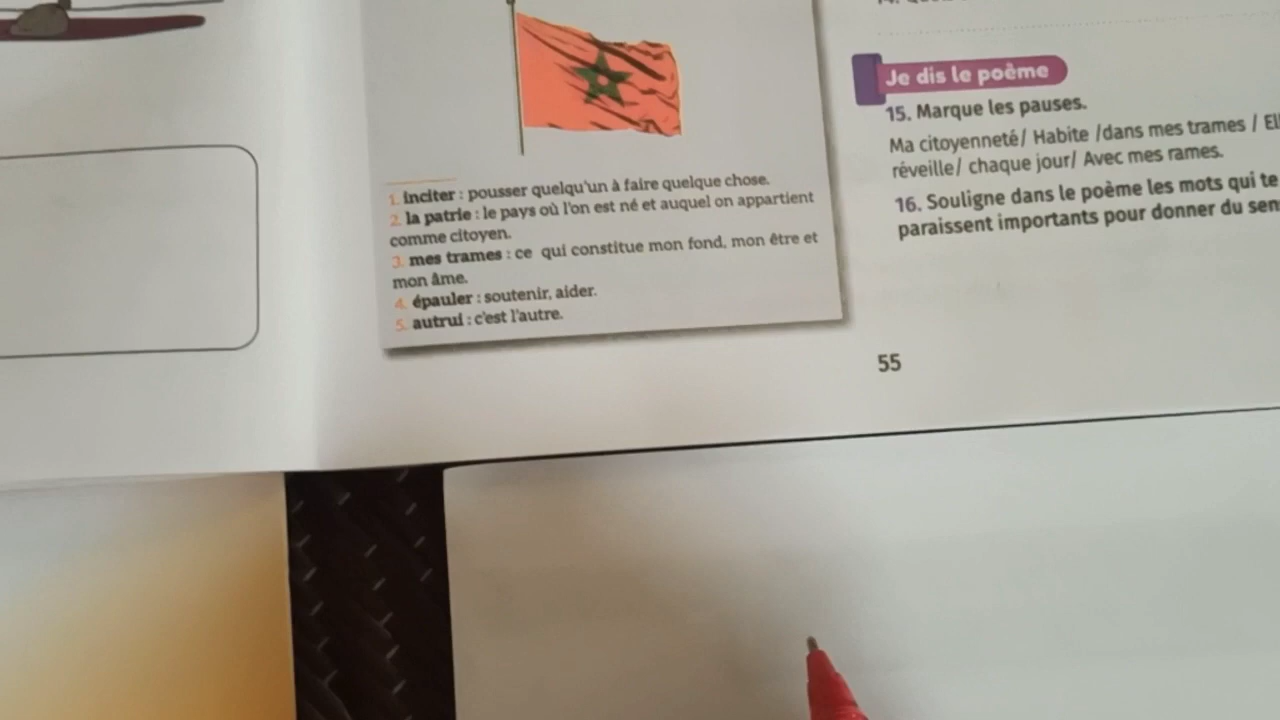 1. inciter : pousser quelqu'un à faire quelque chose.
2. la patrie : le pays où l'on est né et auquel on appartient
comme citoyen.
3. mes trames : ce qui constitue mon fond, mon être et
mon âme.
4. épauler : soutenir, aider.
5. autrui : c'est l'autre.
Je dis le poème
15. Marque les pauses.
Ma citoyenneté/ Habite /dans mes trames /
réveille/ chaque jour/ Avec mes rames.
16. Souligne dans le poème les mots qui te
paraissent importants pour donner du
55